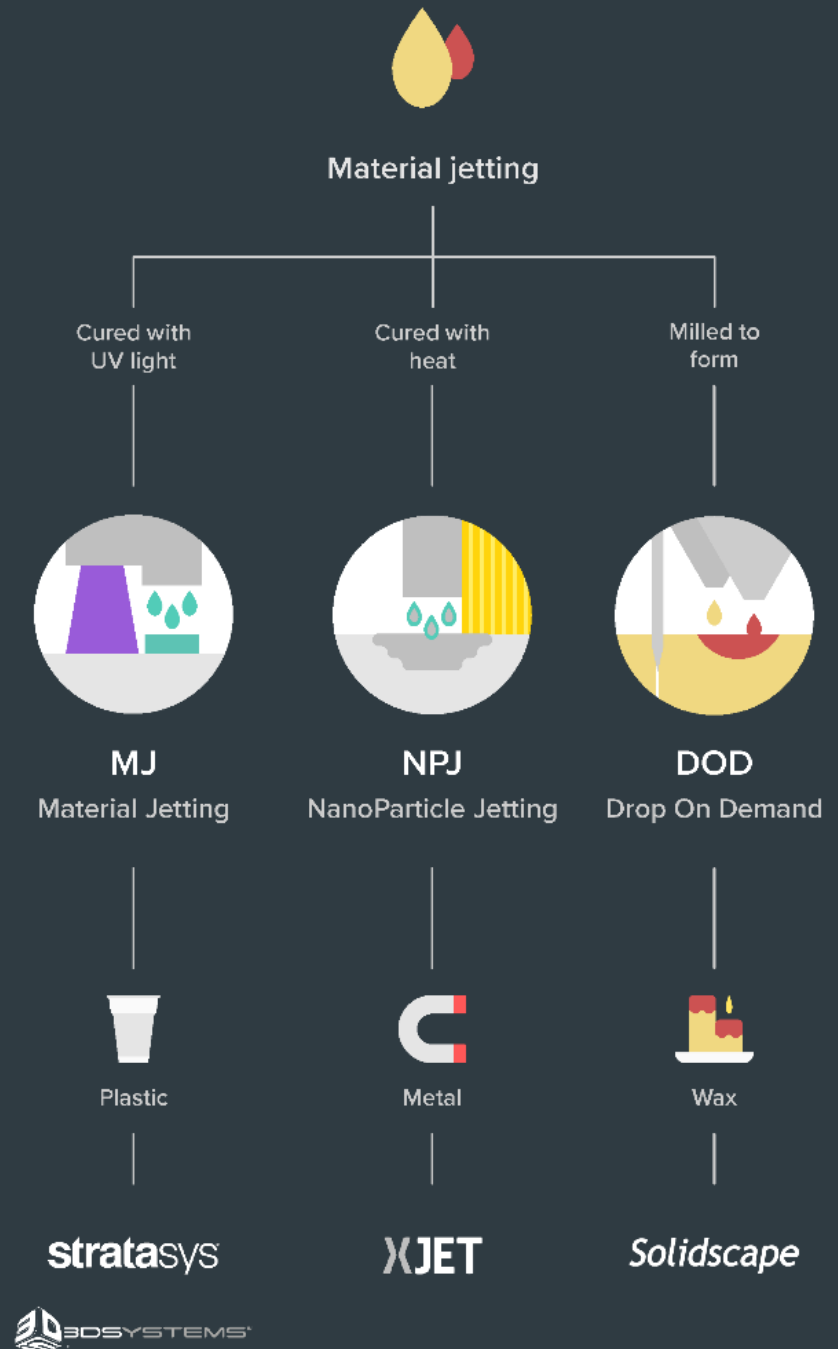 Material jetting
Cured with
UV light
Cured with
heat
Milled to
form
MJ
Material Jetting
NPJ
NanoParticle Jetting
DOD
Drop On Demand
Plastic
Metal
Wax
stratasys
XJET
Solidscape
3D 3DSYSTEMS®